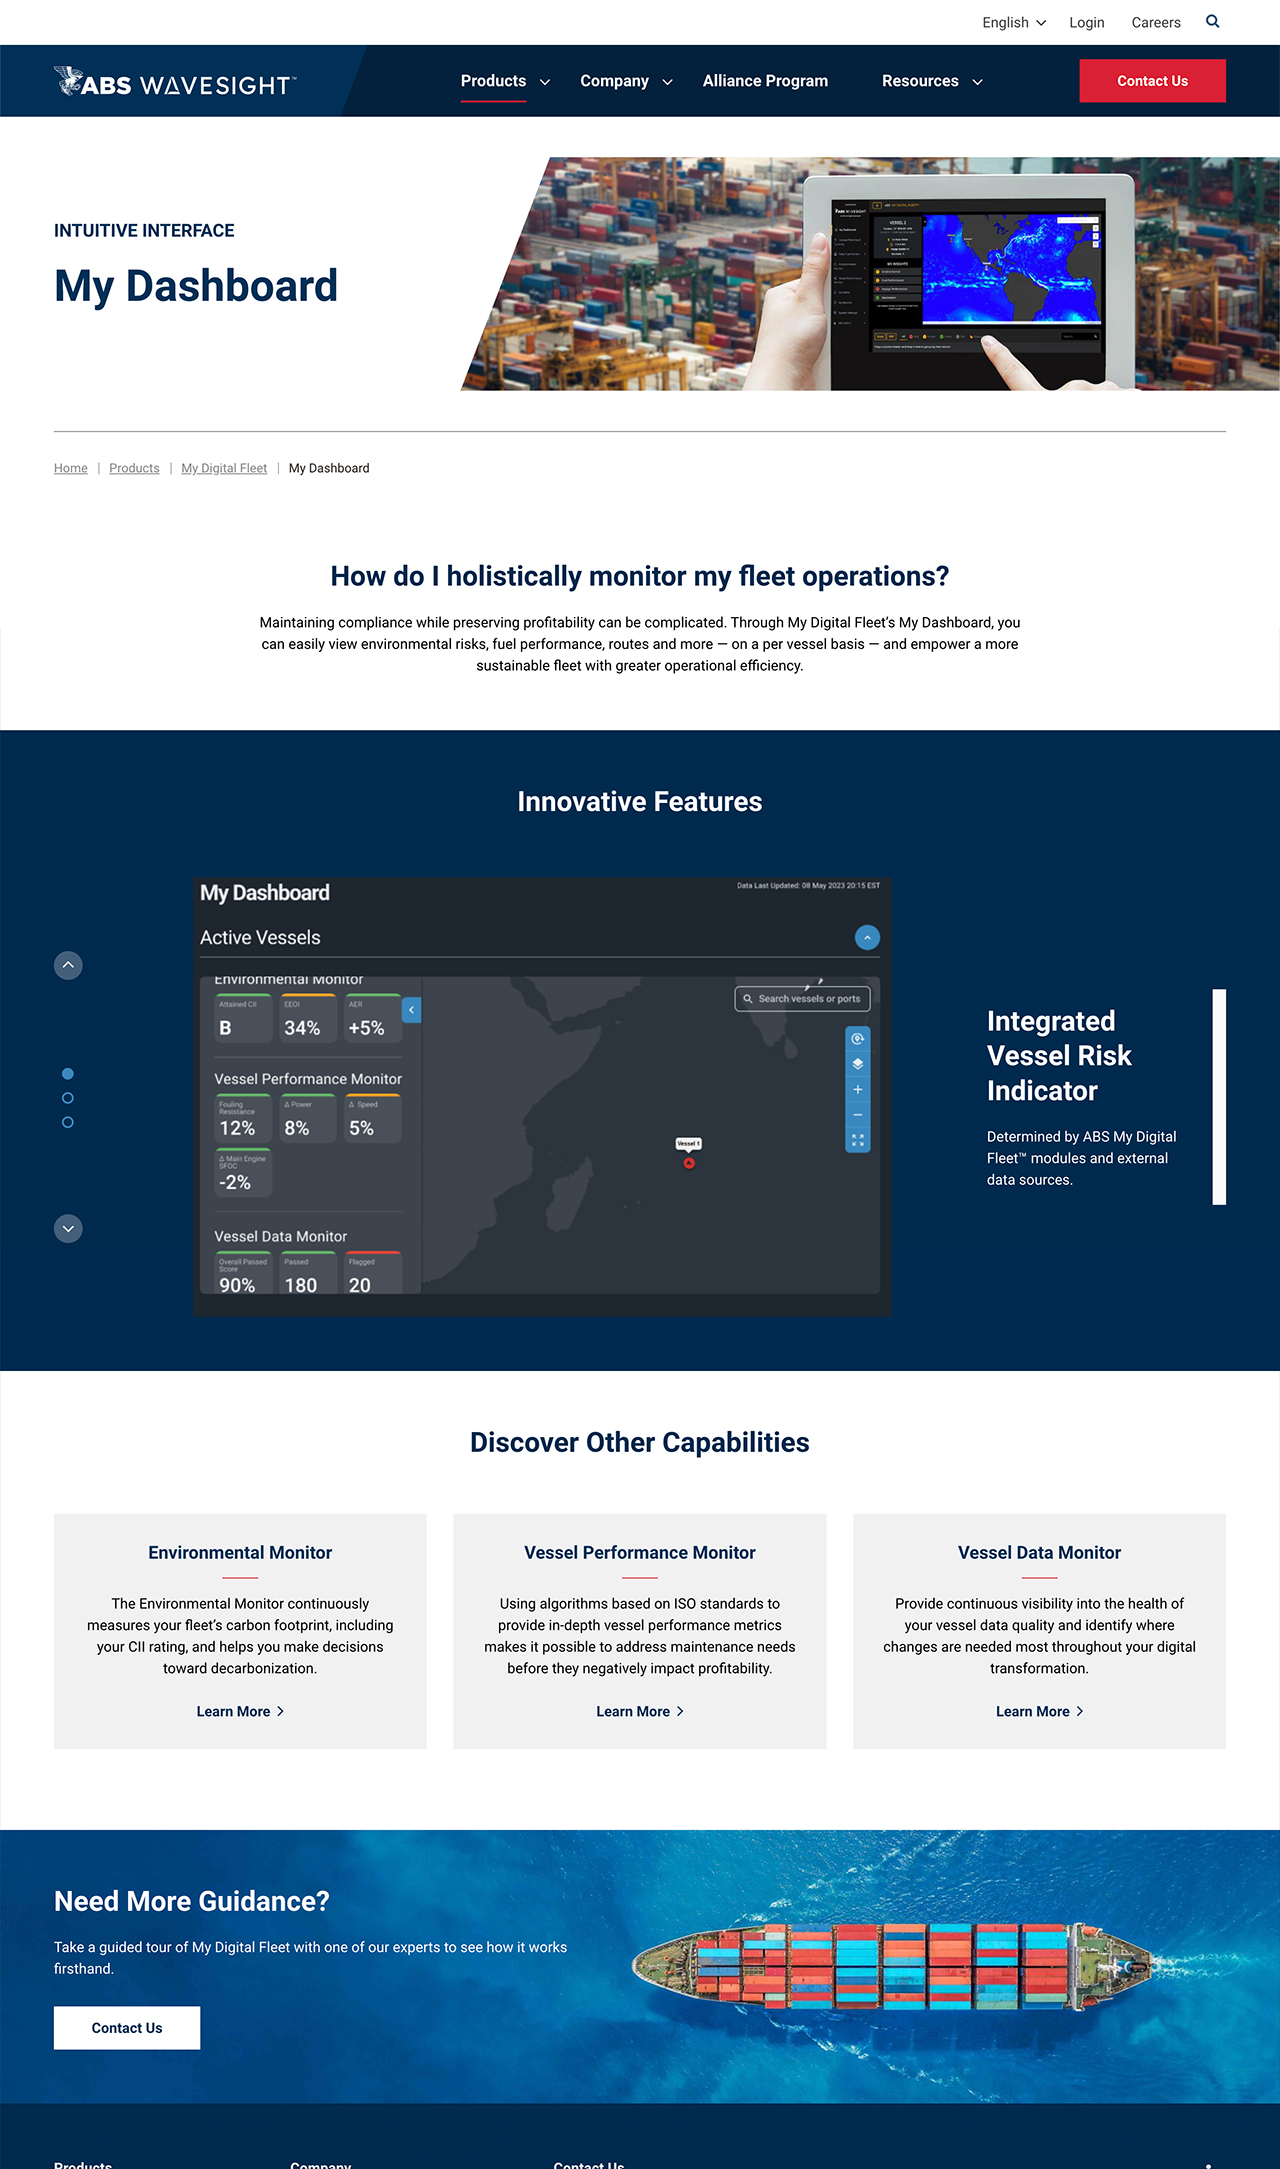 English
Login
Careers
ABS WAVESIGHT™
Products
Company
Alliance Program
Resources
Contact Us
INTUITIVE INTERFACE
My Dashboard
Home | Products | My Digital Fleet | My Dashboard
How do I holistically monitor my fleet operations?
Maintaining compliance while preserving profitability can be complicated. Through My Digital Fleet’s My Dashboard, you
can easily view environmental risks, fuel performance, routes and more — on a per vessel basis — and empower a more
sustainable fleet with greater operational efficiency.
Innovative Features
My Dashboard
Data Last Updated: 08 May 2023 20:15 EST
Active Vessels
Environmental Monitor
Attained CII
EEOI
AER
B
34%
+5%
Search vessels or ports
Vessel Performance Monitor
Fouling
Resistance
Δ Power
Δ Speed
12%
8%
5%
Δ Main Engine
SFOC
-2%
Vessel 1
Vessel Data Monitor
Overall Passed
Score
Passed
Flagged
90%
180
20
Integrated
Vessel Risk
Indicator
Determined by ABS My Digital
Fleet™ modules and external
data sources.
Discover Other Capabilities
Environmental Monitor
The Environmental Monitor continuously
measures your fleet’s carbon footprint, including
your CII rating, and helps you make decisions
toward decarbonization.
Learn More
Vessel Performance Monitor
Using algorithms based on ISO standards to
provide in-depth vessel performance metrics
makes it possible to address maintenance needs
before they negatively impact profitability.
Learn More
Vessel Data Monitor
Provide continuous visibility into the health of
your vessel data quality and identify where
changes are needed most throughout your digital
transformation.
Learn More
Need More Guidance?
Take a guided tour of My Digital Fleet with one of our experts to see how it works
firsthand.
Contact Us
Products
Company
Contact Us